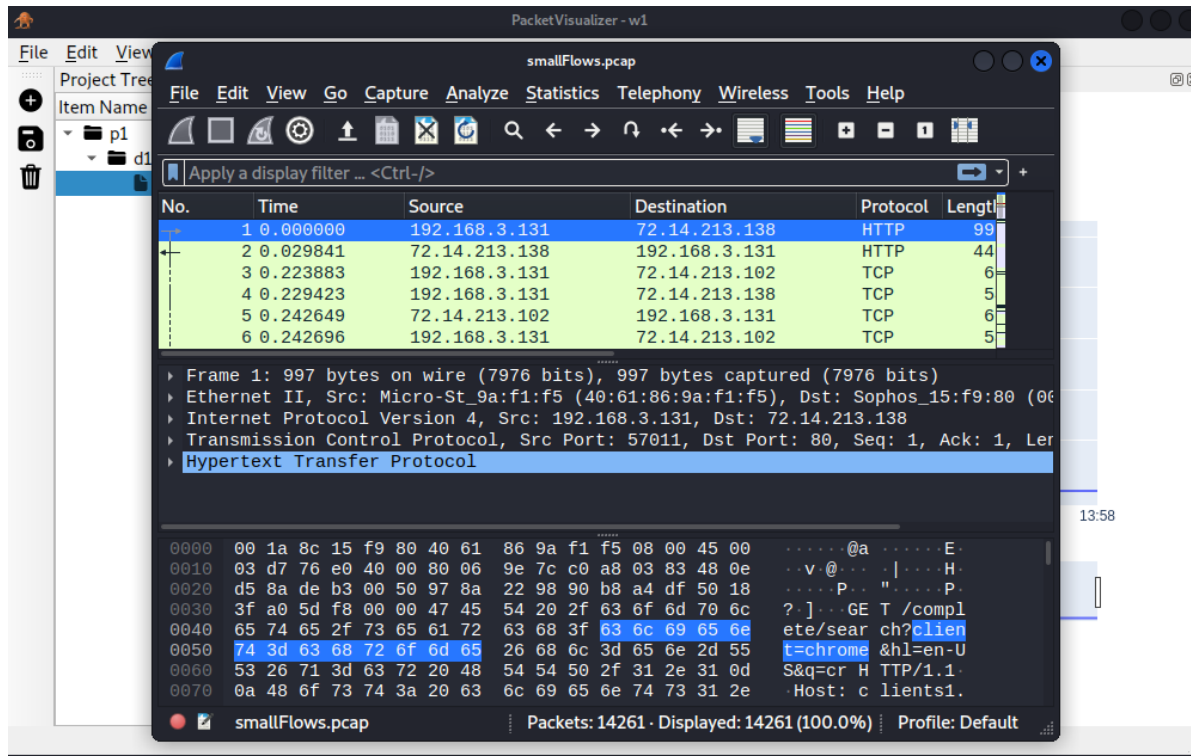 PacketVisualizer - w1
File Edit View
Project Tree
Item Name
p1
d1
smallFlows.pcap
File Edit View Go Capture Analyze Statistics Telephony Wireless Tools Help
Apply a display filter ... <Ctrl-/>
No. Time Source Destination Protocol Lengtl
1 0.000000 192.168.3.131 72.14.213.138 HTTP 99
2 0.029841 72.14.213.138 192.168.3.131 HTTP 44
3 0.223883 192.168.3.131 72.14.213.102 TCP 6
4 0.229423 192.168.3.131 72.14.213.138 TCP 5
5 0.242649 72.14.213.102 192.168.3.131 TCP 6
6 0.242696 192.168.3.131 72.14.213.102 TCP 5
Frame 1: 997 bytes on wire (7976 bits), 997 bytes captured (7976 bits)
Ethernet II, Src: Micro-St_9a:f1:f5 (40:61:86:9a:f1:f5), Dst: Sophos_15:f9:80 (00
Internet Protocol Version 4, Src: 192.168.3.131, Dst: 72.14.213.138
Transmission Control Protocol, Src Port: 57011, Dst Port: 80, Seq: 1, Ack: 1, Ler
Hypertext Transfer Protocol
13:58
0000 00 1a 8c 15 f9 80 40 61 86 9a f1 f5 08 00 45 00 ······@a ······E·
0010 03 d7 76 e0 40 00 80 06 9e 7c c0 a8 03 83 48 0e ··v·@··· ·|····H·
0020 d5 8a de b3 00 50 97 8a 22 98 90 b8 a4 df 50 18 ·····P·· "·····P·
0030 3f a0 5d f8 00 00 47 45 54 20 2f 63 6f 6d 70 6c ?·]···GE T /compl
0040 65 74 65 2f 73 65 61 72 63 68 3f 63 6c 69 65 6e ete/sear ch?clien
0050 74 3d 63 68 72 6f 6d 65 26 68 6c 3d 65 6e 2d 55 t=chrome &hl=en-U
0060 53 26 71 3d 63 72 20 48 54 54 50 2f 31 2e 31 0d S&q=cr H TTP/1.1·
0070 0a 48 6f 73 74 3a 20 63 6c 69 65 6e 74 73 31 2e ·Host: c lients1.
smallFlows.pcap Packets: 14261 · Displayed: 14261 (100.0%) Profile: Default